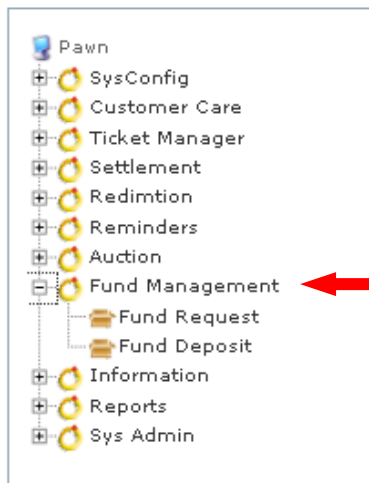 Pawn
SysConfig
Customer Care
Ticket Manager
Settlement
Redimtion
Reminders
Auction
Fund Management
Fund Request
Fund Deposit
Information
Reports
Sys Admin